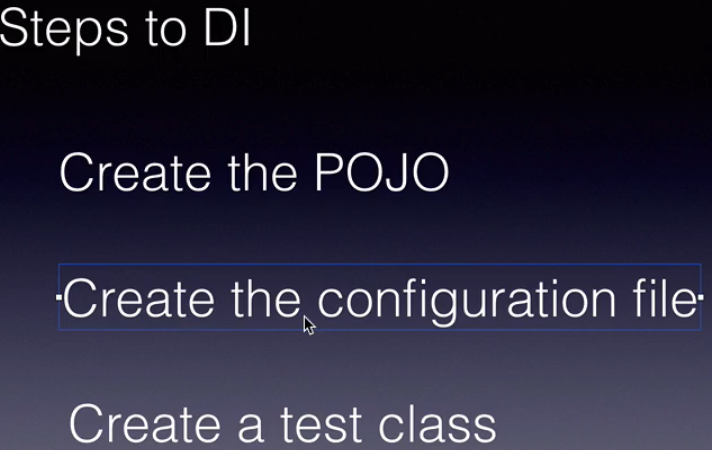 Steps to DI
Create the POJO
Create the configuration file
Create a test class